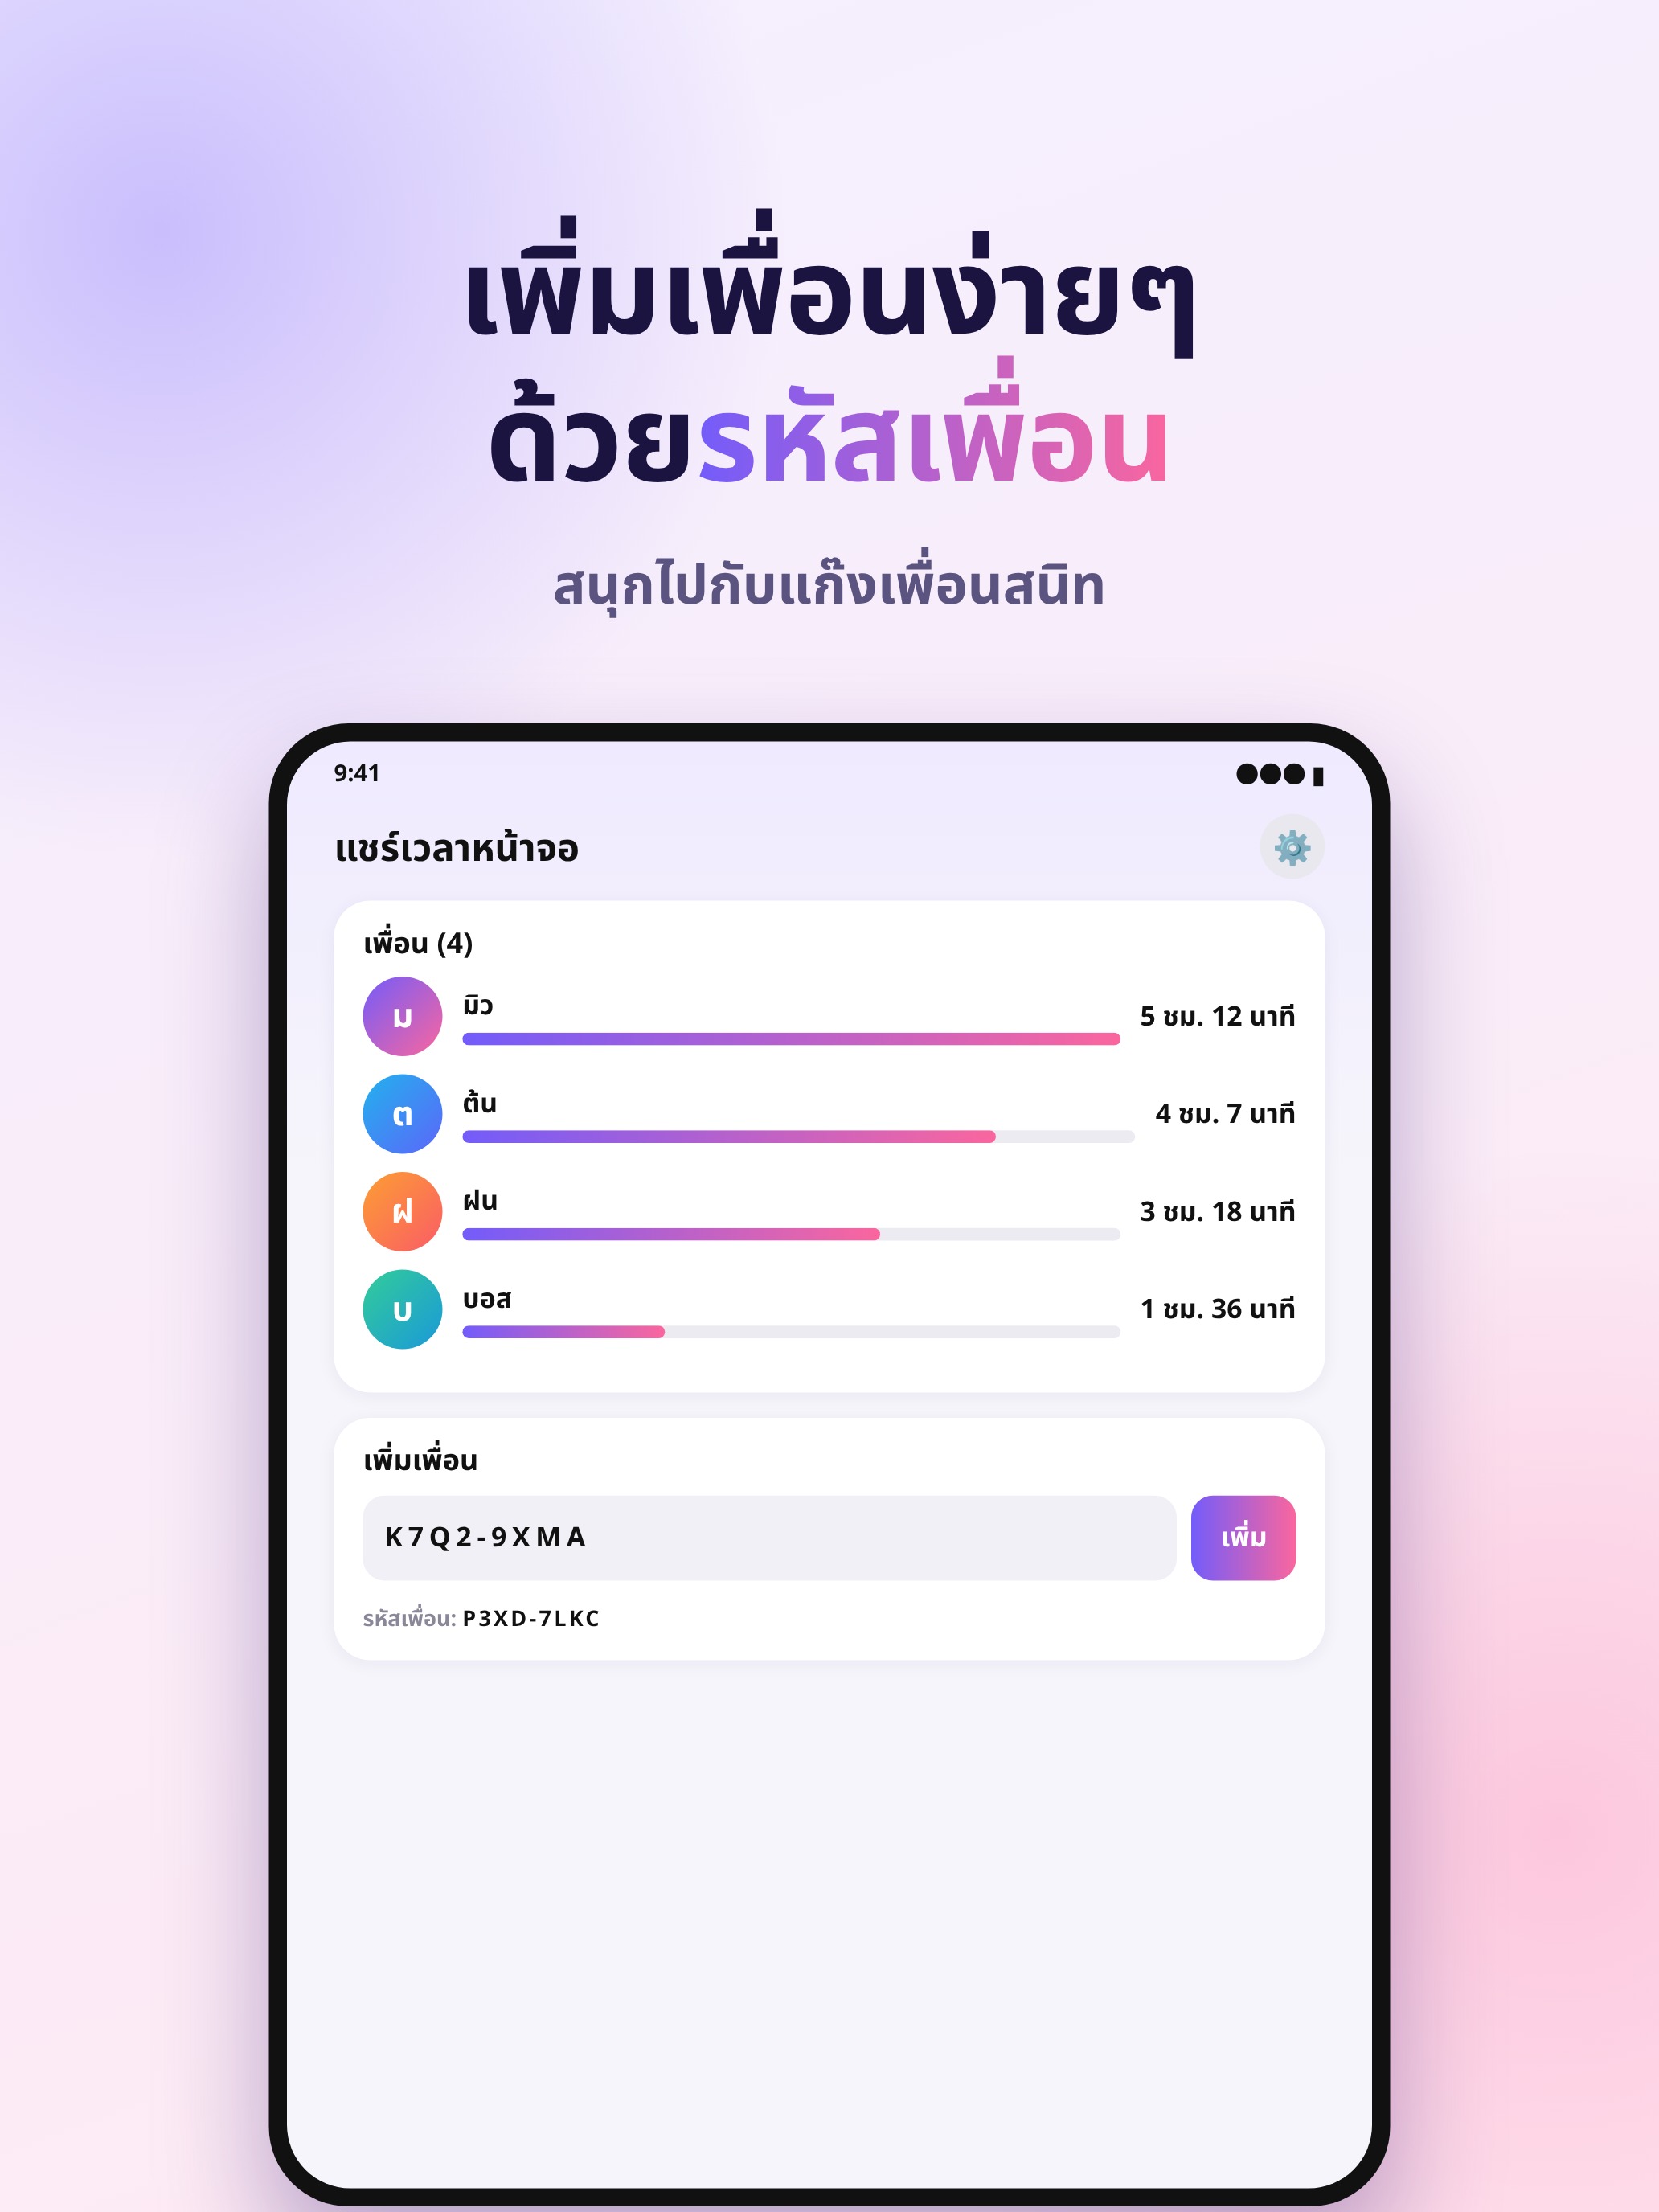 เพิ่มเพื่อนง่ายๆ
ด้วยรหัสเพื่อน
สนุกไปกับแก๊งเพื่อนสนิท
9:41
แชร์เวลาหน้าจอ
เพื่อน (4)
ม
มิว
5 ชม. 12 นาที
ต
ต้น
4 ชม. 7 นาที
ฝ
ฝน
3 ชม. 18 นาที
บ
บอส
1 ชม. 36 นาที
เพิ่มเพื่อน
K7Q2-9XMA
เพิ่ม
รหัสเพื่อน: P3XD-7LKC